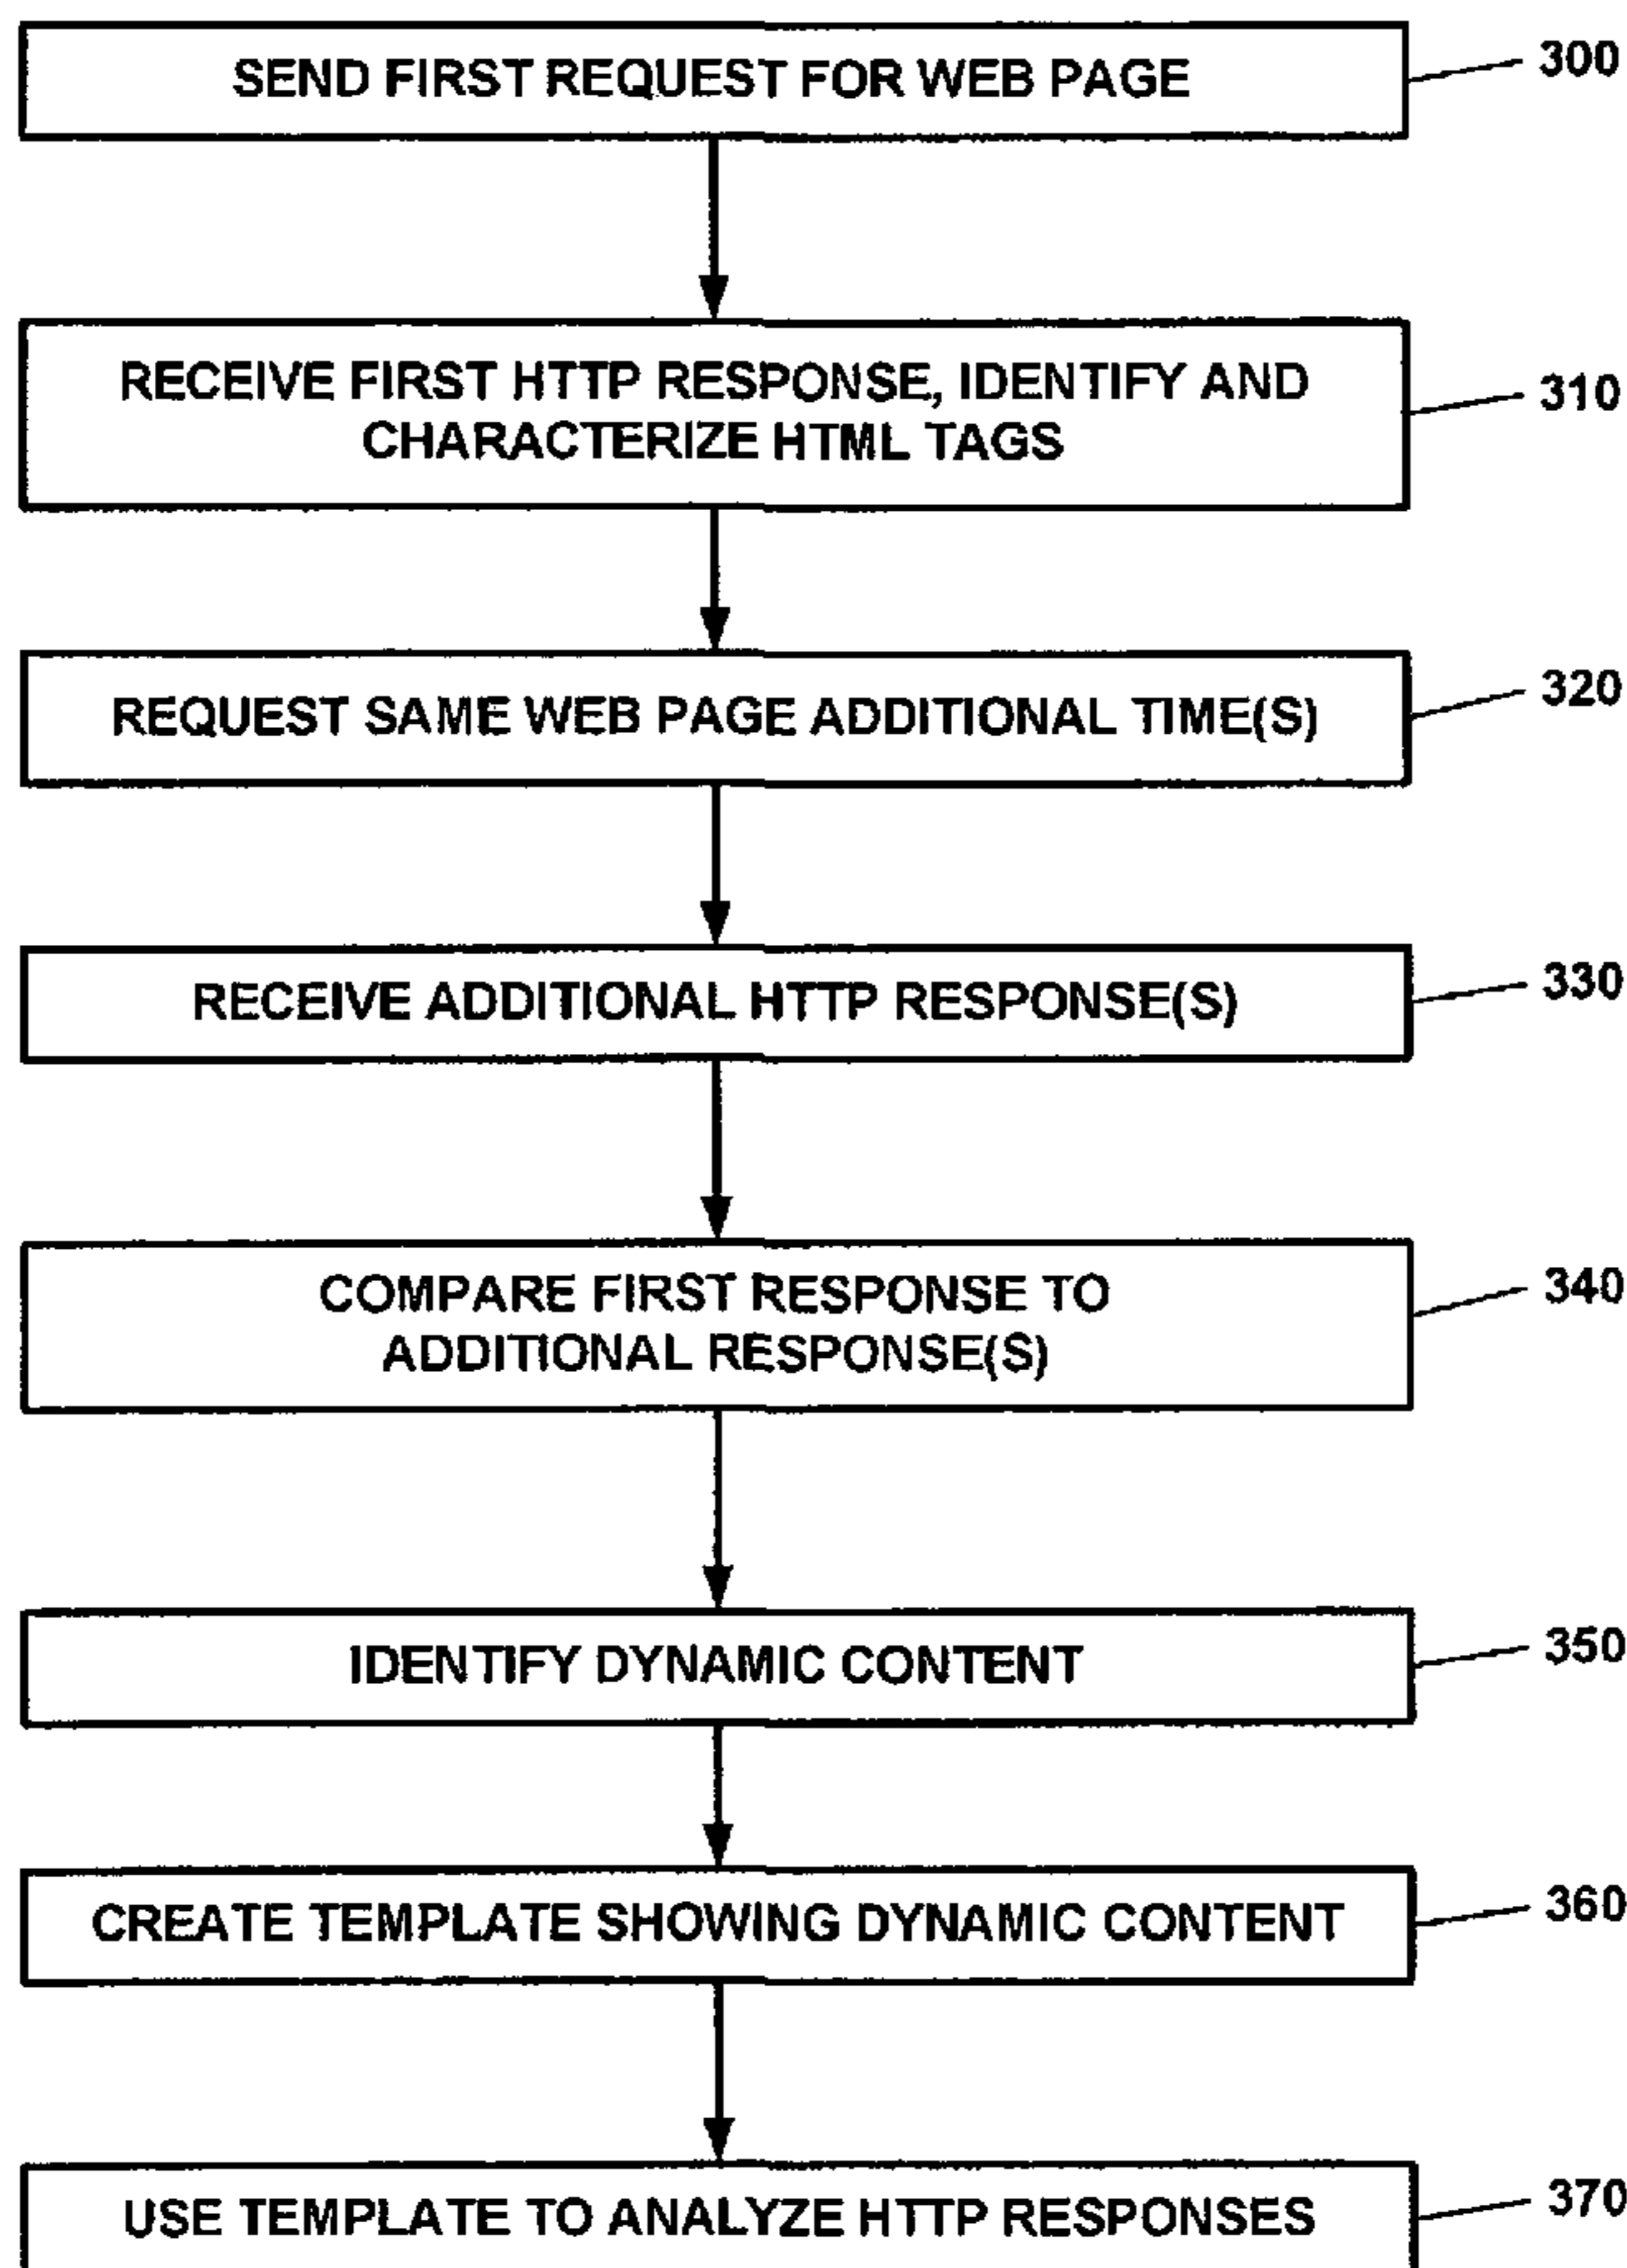 SEND FIRST REQUEST FOR WEB PAGE
300
RECEIVE FIRST HTTP RESPONSE, IDENTIFY AND
CHARACTERIZE HTML TAGS
310
REQUEST SAME WEB PAGE ADDITIONAL TIME(S)
320
RECEIVE ADDITIONAL HTTP RESPONSE(S)
330
COMPARE FIRST RESPONSE TO
ADDITIONAL RESPONSE(S)
340
IDENTIFY DYNAMIC CONTENT
350
CREATE TEMPLATE SHOWING DYNAMIC CONTENT
360
USE TEMPLATE TO ANALYZE HTTP RESPONSES
370